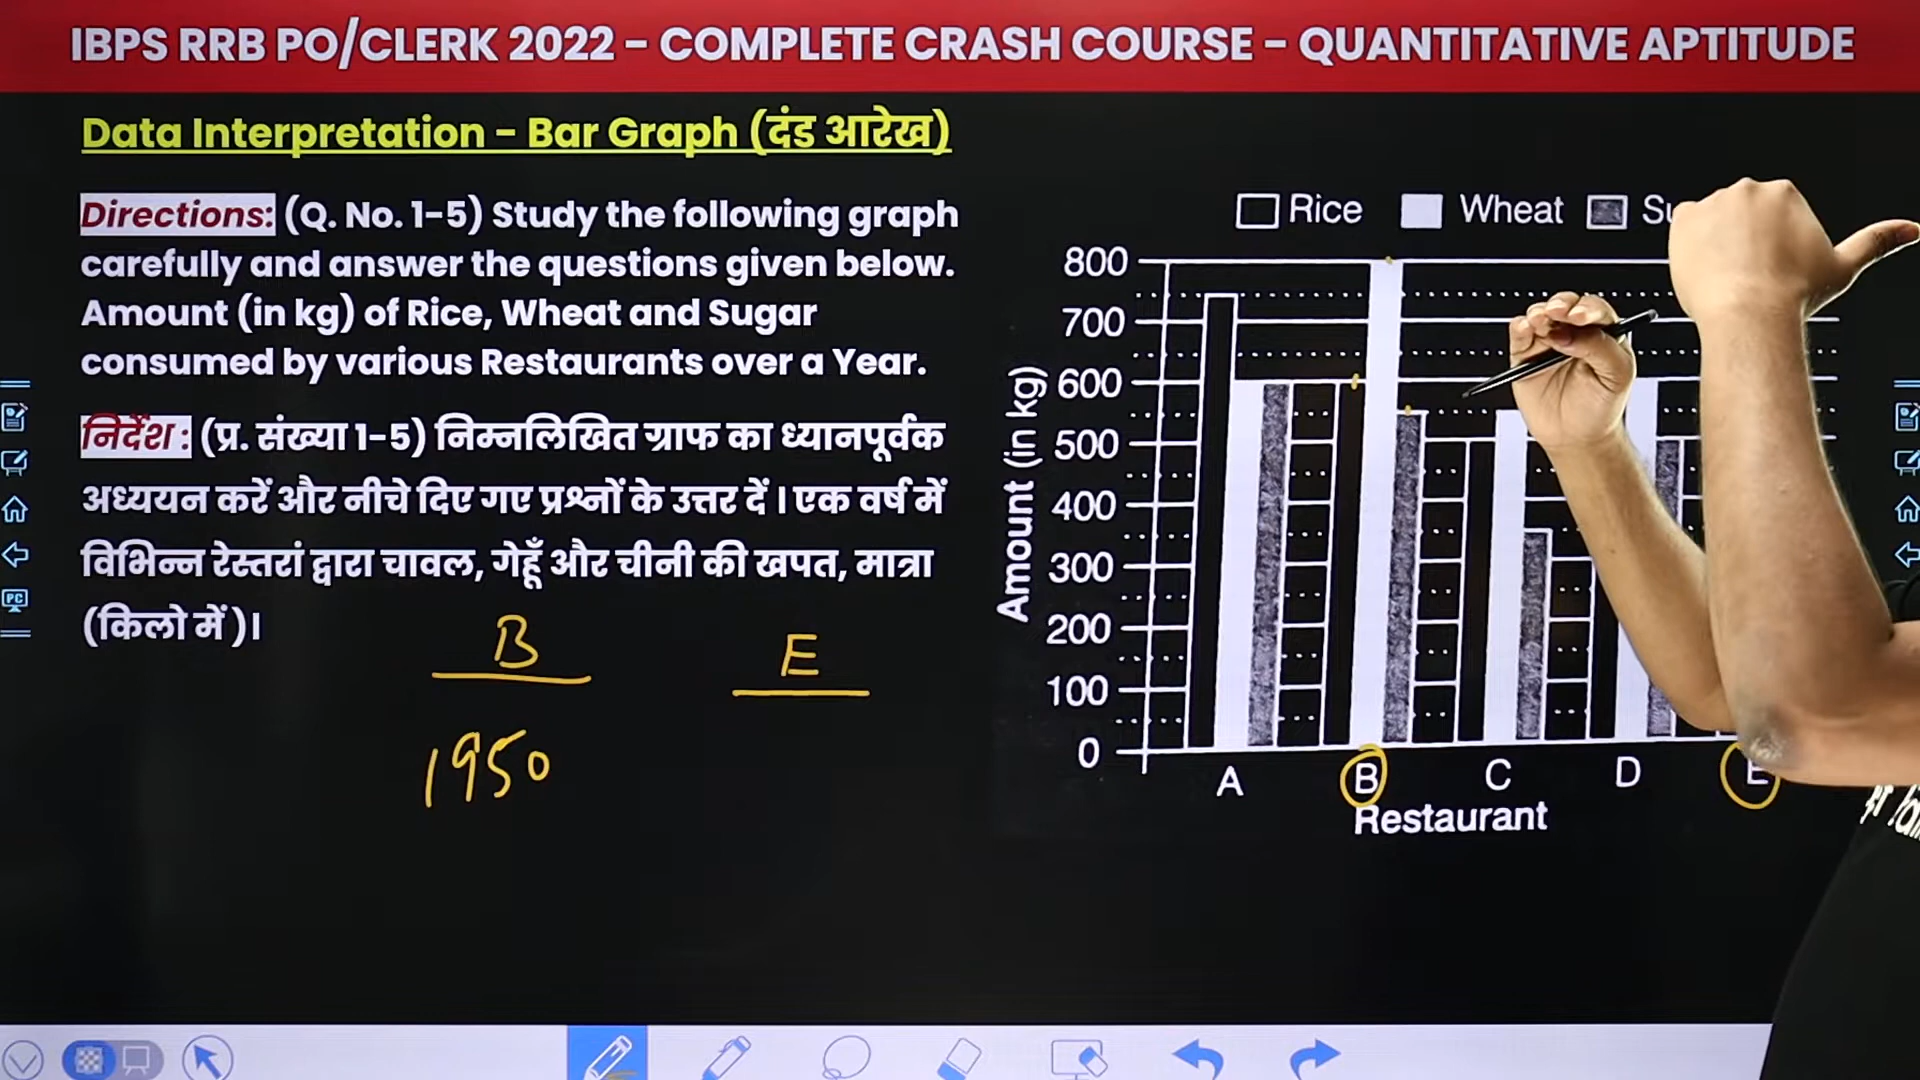 IBPS RRB PO/CLERK 2022 - COMPLETE CRASH COURSE - QUANTITATIVE APTITUDE
Data Interpretation - Bar Graph (दंड आरेख)
Directions: (Q. No. 1-5) Study the following graph
carefully and answer the questions given below.
Amount (in kg) of Rice, Wheat and Sugar
consumed by various Restaurants over a Year.
निर्देश: (प्र. संख्या 1-5) निम्नलिखित ग्राफ का ध्यानपूर्वक
अध्ययन करें और नीचे दिए गए प्रश्नों के उत्तर दें। एक वर्ष में
विभिन्न रेस्तरां द्वारा चावल, गेहूँ और चीनी की खपत, मात्रा
(किलो में)।
B E
1950
Rice Wheat
Amount (in kg)
800
700
600
500
400
300
200
100
0
A B C D E
Restaurant
PC